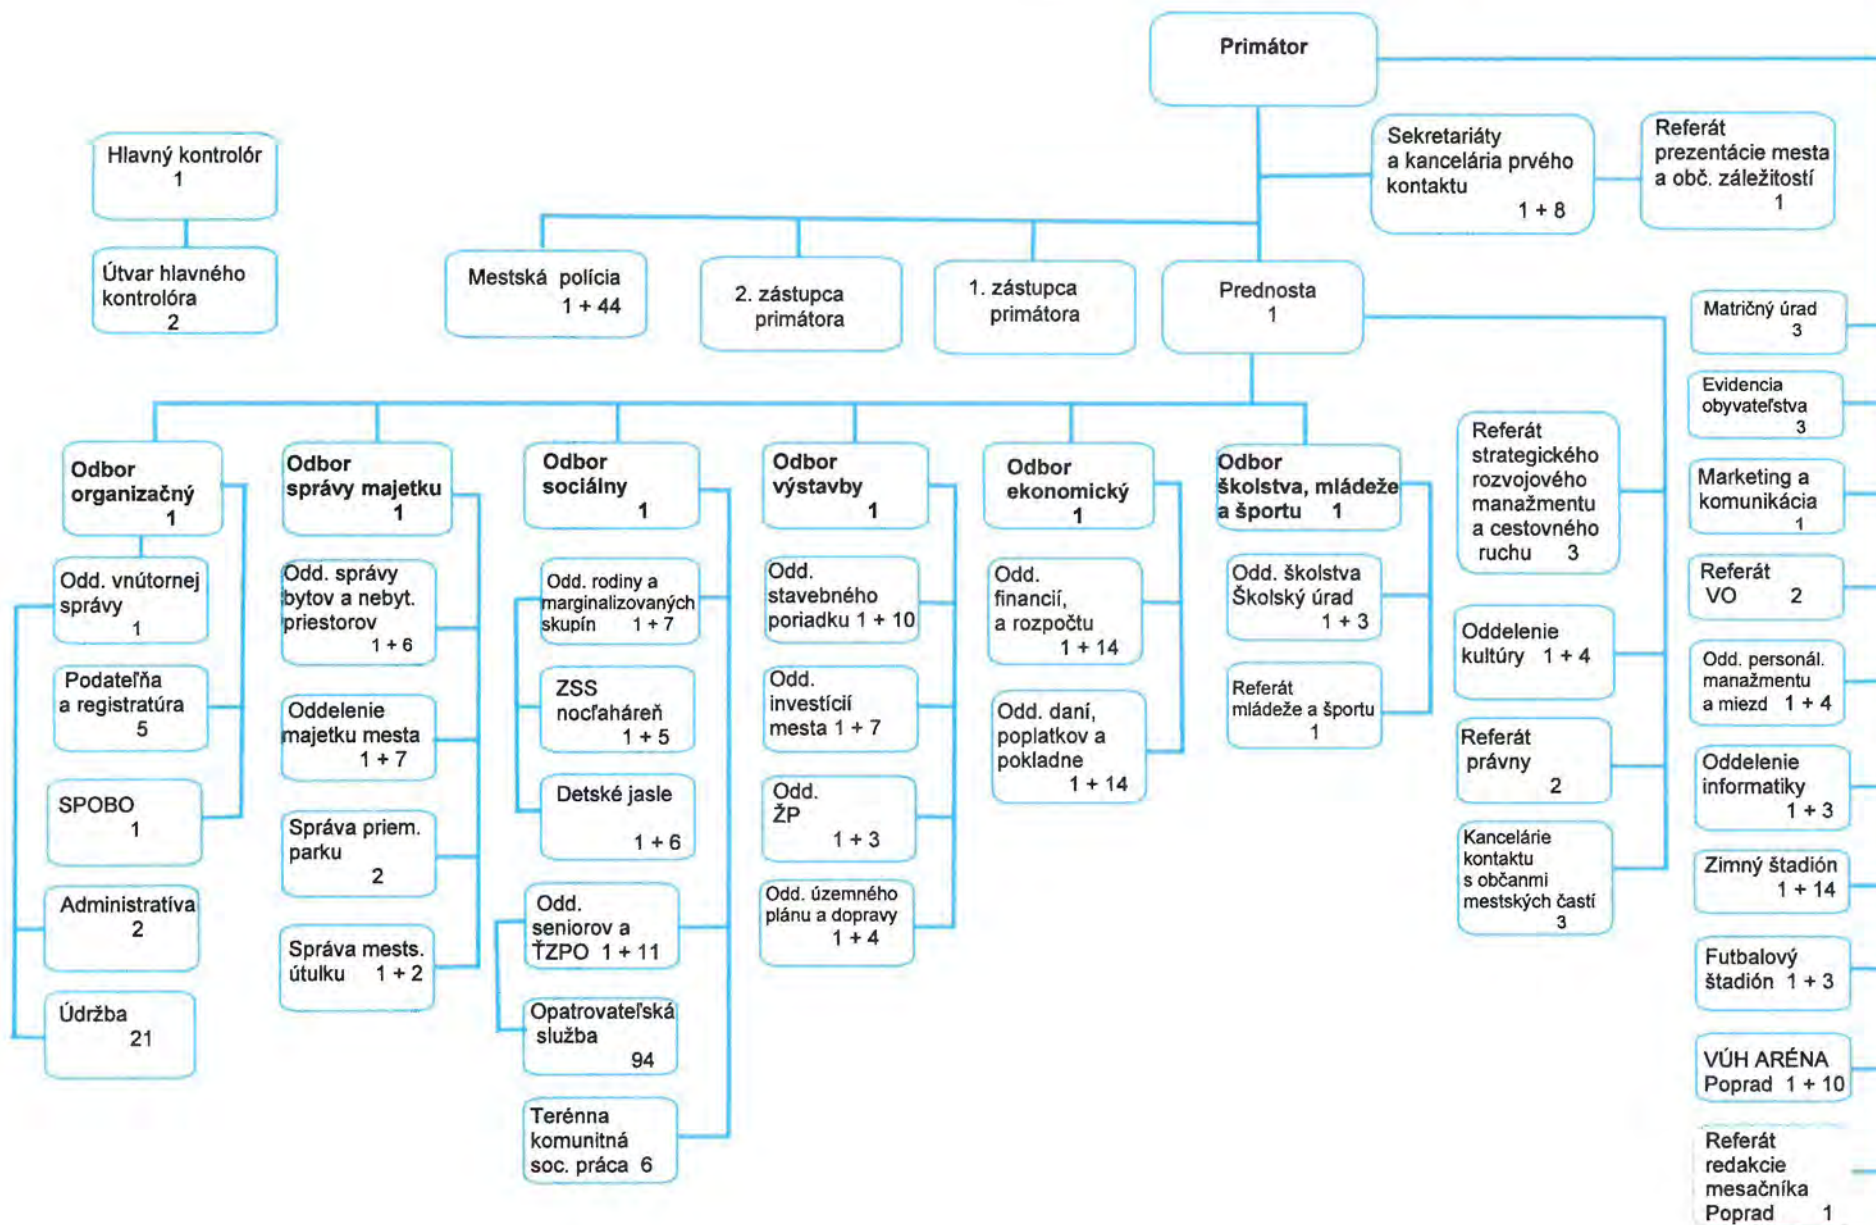 Primátor
Sekretariáty
a kancelária prvého
kontaktu
1 + 8
Referát
prezentácie mesta
a obč. záležitostí
1
Hlavný kontrolór
1
Útvar hlavného
kontrolóra
2
Mestská polícia
1 + 44
2. zástupca
primátora
1. zástupca
primátora
Prednosta
1
Odbor
organizačný
1
Odd. vnútornej
správy
1
Podateľňa
a registratúra
5
SPOBO
1
Administratíva
2
Údržba
21
Odbor
správy majetku
1
Odd. správy
bytov a nebyt.
priestorov
1 + 6
Oddelenie
majetku mesta
1 + 7
Správa priem.
parku
2
Správa mests.
útulku 1 + 2
Odbor
sociálny
1
Odd. rodiny a
marginalizovaných
skupín 1 + 7
ZSS
nocľaháreň
1 + 5
Detské jasle
1 + 6
Odd.
seniorov a
ŤZPO 1 + 11
Opatrovateľská
služba
94
Terénna
komunitná
soc. práca 6
Odbor
výstavby
1
Odd.
stavebného
poriadku 1 + 10
Odd.
investícií
mesta 1 + 7
Odd.
ŽP
1 + 3
Odd. územného
plánu a dopravy
1 + 4
Odbor
ekonomický
1
Odd.
financií,
a rozpočtu
1 + 14
Odd. daní,
poplatkov a
pokladne
1 + 14
Odbor
školstva, mládeže
a športu 1
Odd. školstva
Školský úrad
1 + 3
Referát
mládeže a športu
1
Referát
strategického
rozvojového
manažmentu
a cestovného
ruchu 3
Oddelenie
kultúry 1 + 4
Referát
právny
2
Kancelárie
kontaktu
s občanmi
mestských častí
3
Matričný úrad
3
Evidencia
obyvateľstva
3
Marketing a
komunikácia
1
Referát
VO 2
Odd. personál.
manažmentu
a miezd 1 + 4
Oddelenie
informatiky
1 + 3
Zimný štadión
1 + 14
Futbalový
štadión 1 + 3
VÚH ARÉNA
Poprad 1 + 10
Referát
redakcie
mesačníka
Poprad 1